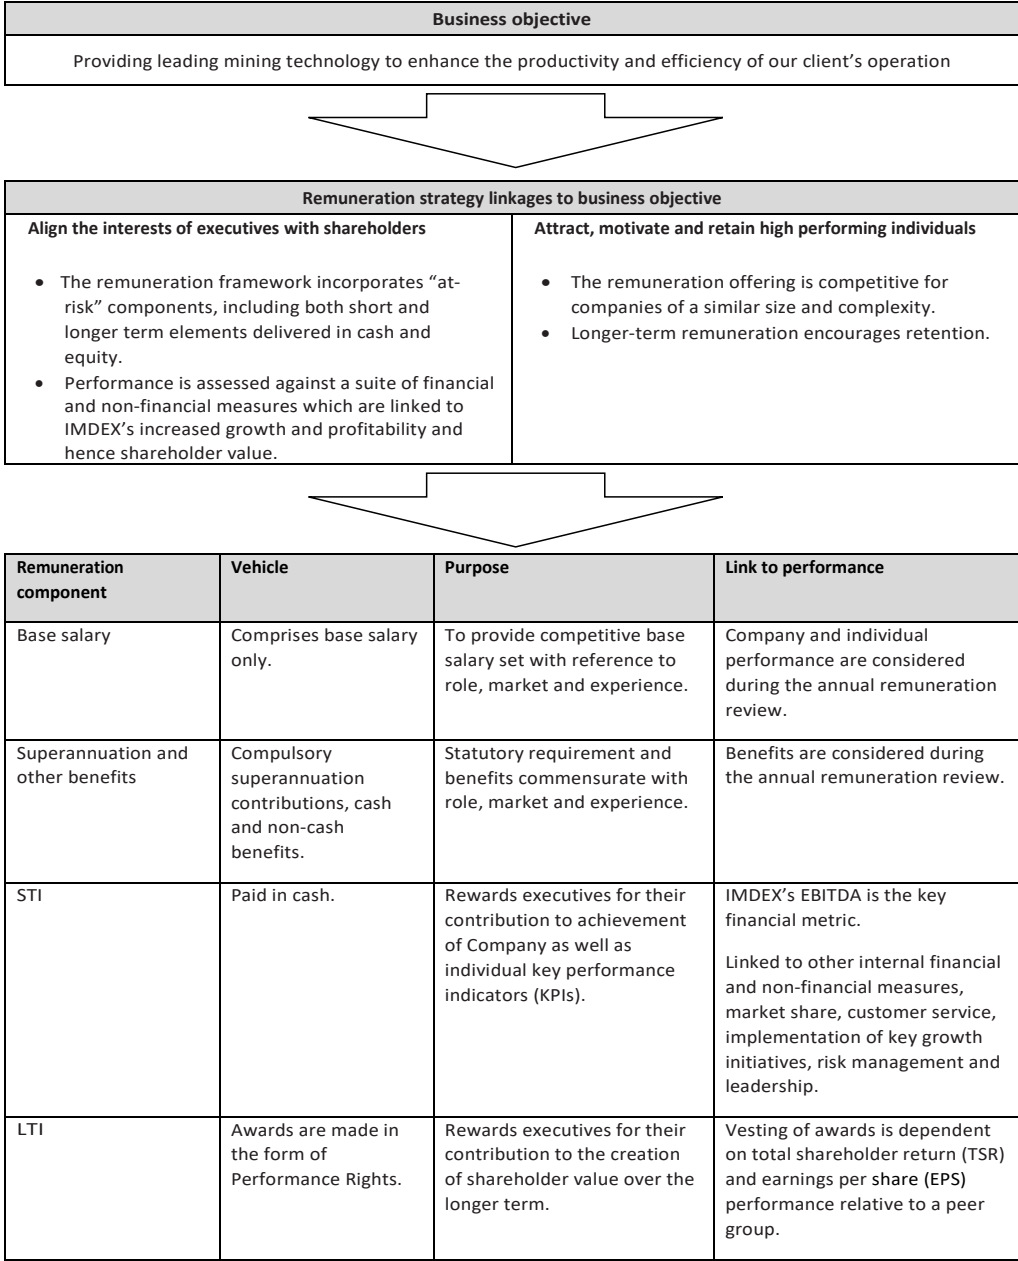 Business objective
Providing leading mining technology to enhance the productivity and efficiency of our client’s operation
Remuneration strategy linkages to business objective
Align the interests of executives with shareholders
• The remuneration framework incorporates “at-
risk” components, including both short and
longer term elements delivered in cash and
equity.
• Performance is assessed against a suite of financial
and non-financial measures which are linked to
IMDEX’s increased growth and profitability and
hence shareholder value.
Attract, motivate and retain high performing individuals
• The remuneration offering is competitive for
companies of a similar size and complexity.
• Longer-term remuneration encourages retention.
Remuneration
component
Vehicle
Purpose
Link to performance
Base salary
Comprises base salary
only.
To provide competitive base
salary set with reference to
role, market and experience.
Company and individual
performance are considered
during the annual remuneration
review.
Superannuation and
other benefits
Compulsory
superannuation
contributions, cash
and non-cash
benefits.
Statutory requirement and
benefits commensurate with
role, market and experience.
Benefits are considered during
the annual remuneration review.
STI
Paid in cash.
Rewards executives for their
contribution to achievement
of Company as well as
individual key performance
indicators (KPIs).
IMDEX’s EBITDA is the key
financial metric.
Linked to other internal financial
and non-financial measures,
market share, customer service,
implementation of key growth
initiatives, risk management and
leadership.
LTI
Awards are made in
the form of
Performance Rights.
Rewards executives for their
contribution to the creation
of shareholder value over the
longer term.
Vesting of awards is dependent
on total shareholder return (TSR)
and earnings per share (EPS)
performance relative to a peer
group.